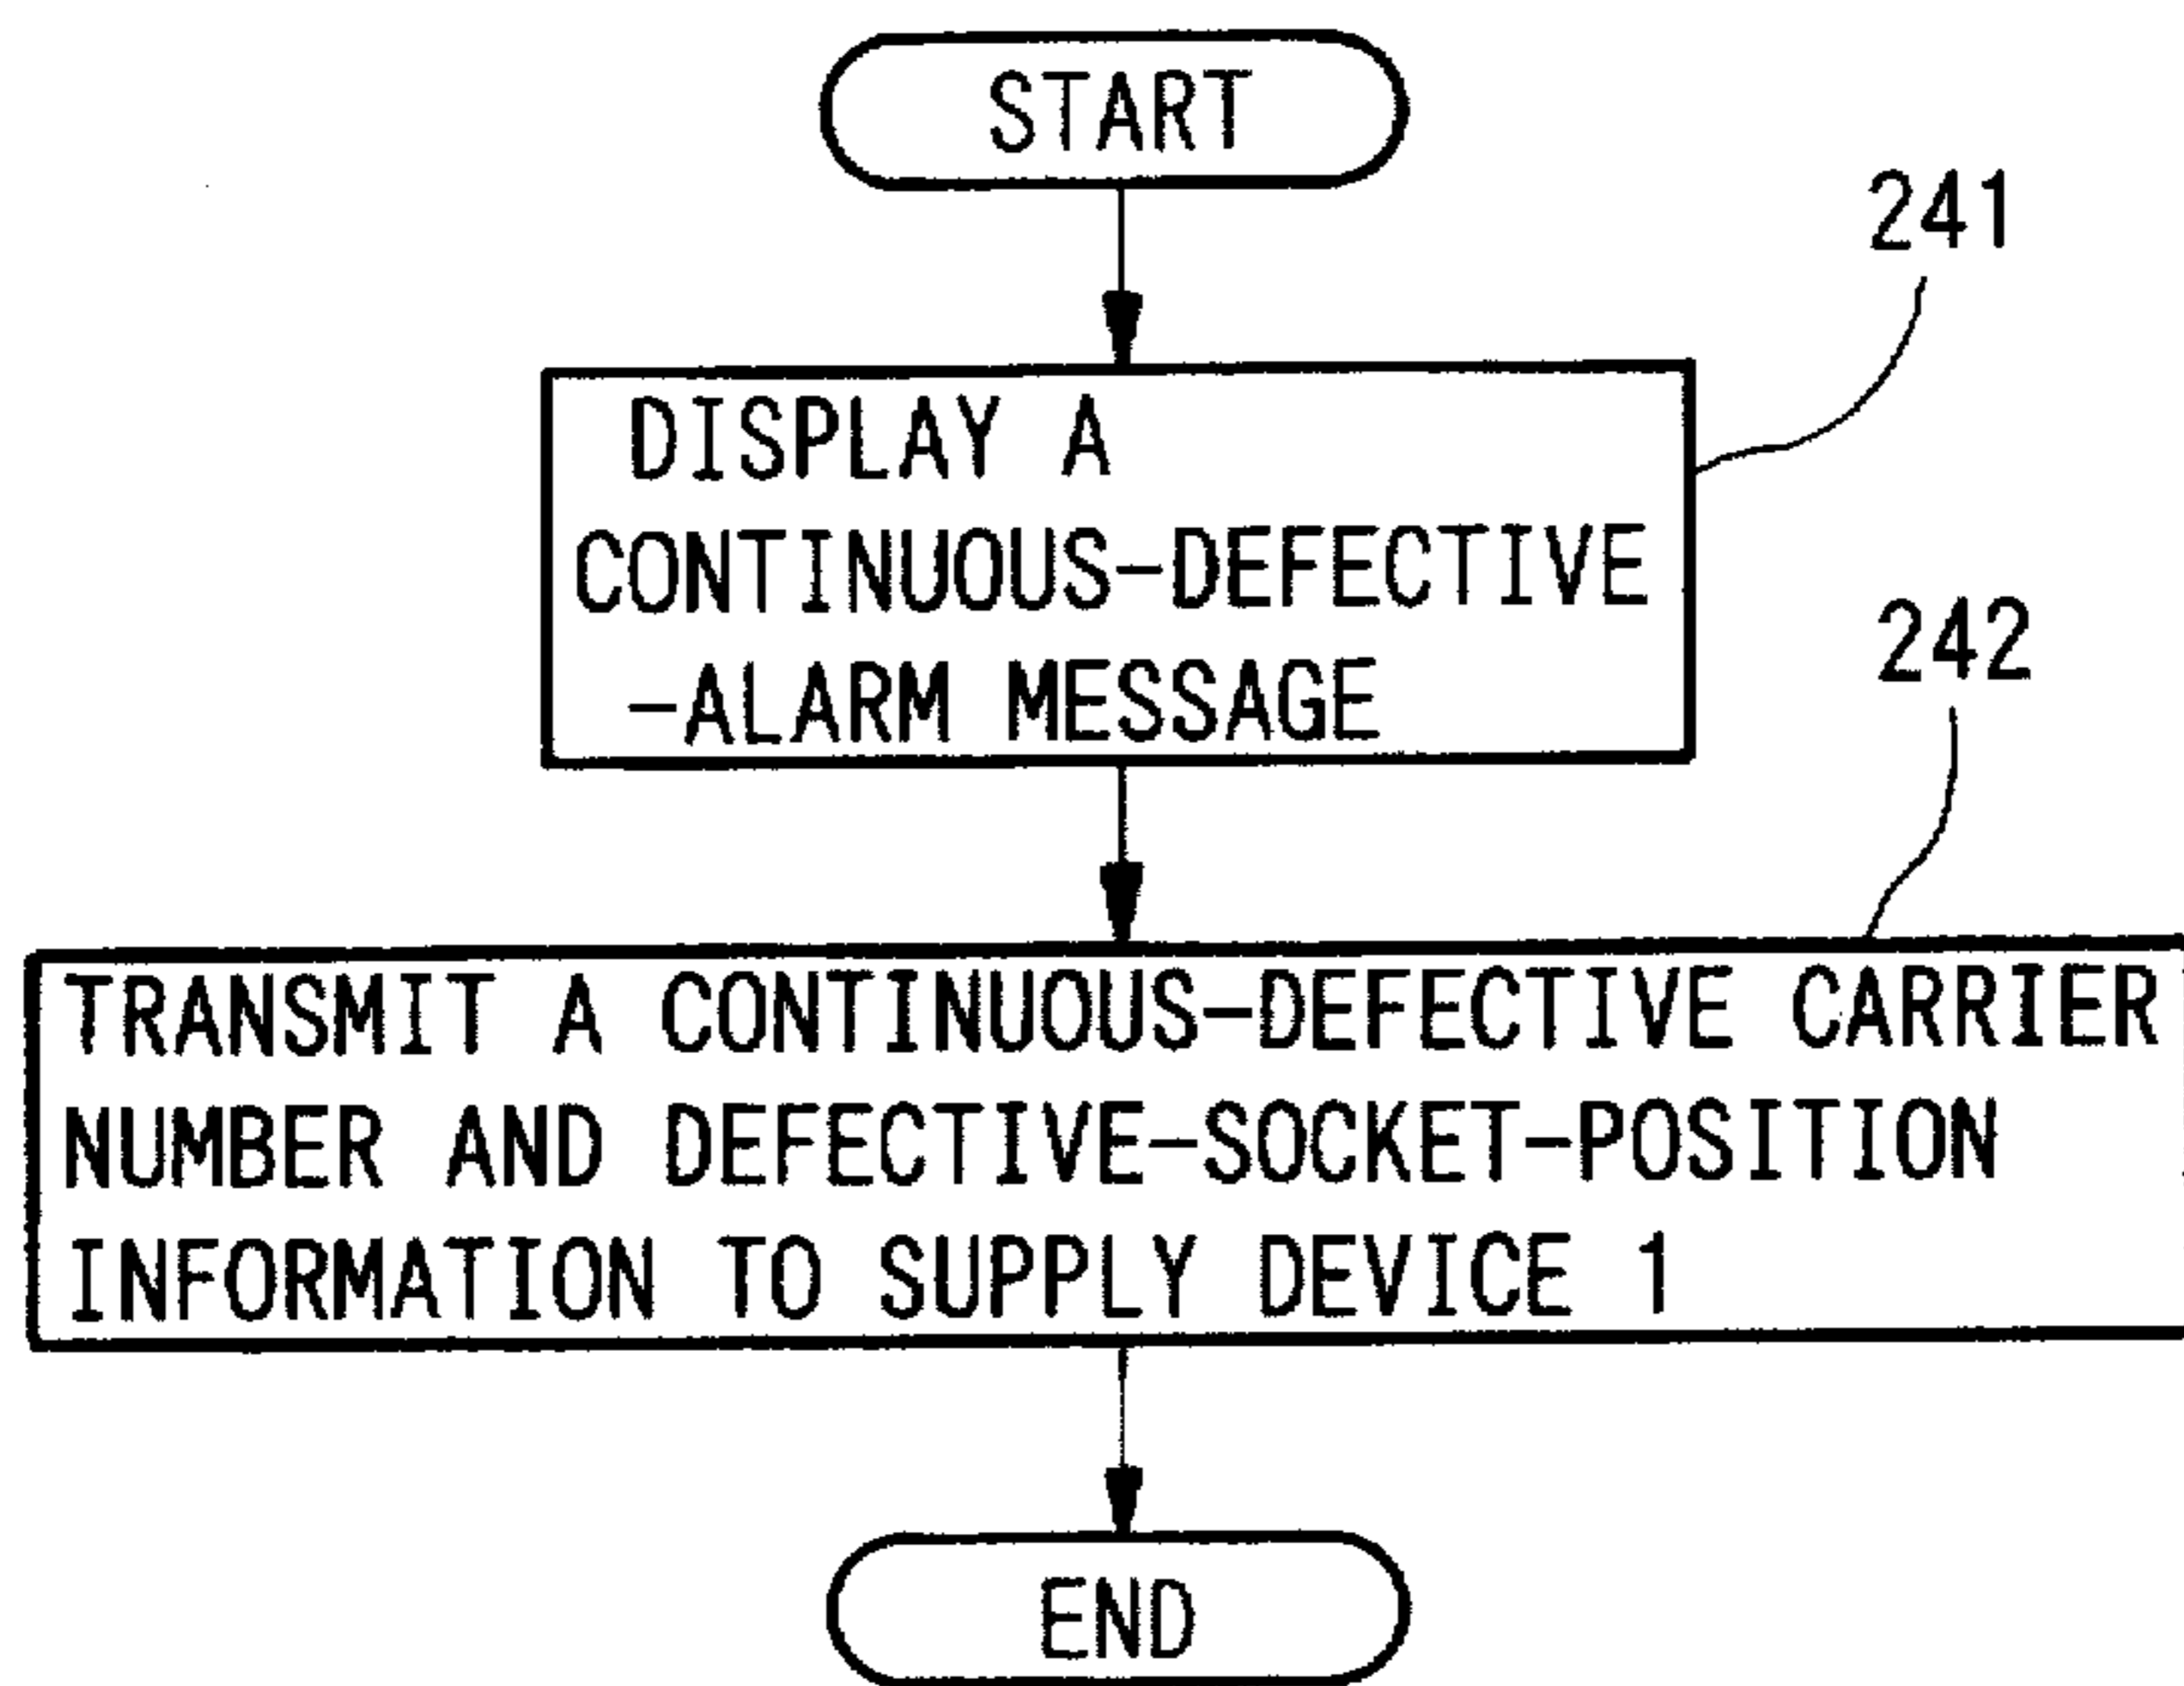 START
241
DISPLAY A
CONTINUOUS-DEFECTIVE
-ALARM MESSAGE
242
TRANSMIT A CONTINUOUS-DEFECTIVE CARRIER
NUMBER AND DEFECTIVE-SOCKET-POSITION
INFORMATION TO SUPPLY DEVICE 1
END